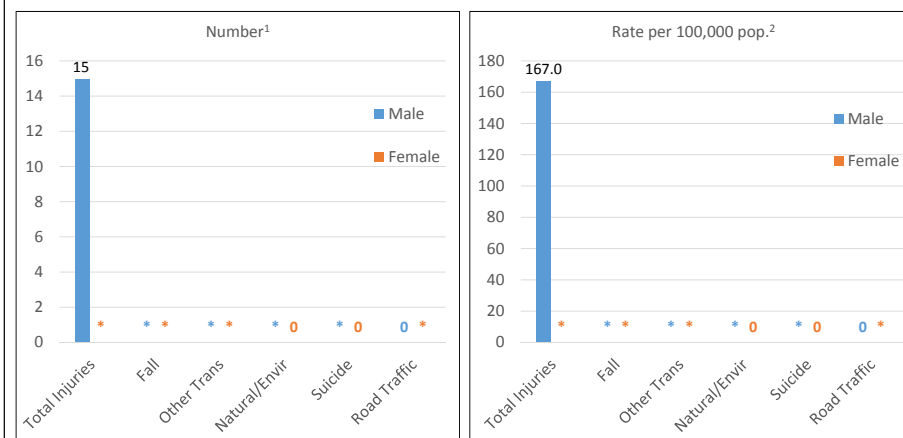 Number¹
16
14
12
10
8
6
4
2
0
15
Male
Female
* * * * * * 0 * 0 0 *
Total Injuries
Fall
Other Trans
Natural/Envir
Suicide
Road Traffic
Rate per 100,000 pop.²
180
160
140
120
100
80
60
40
20
0
167.0
Male
Female
* * * * * * 0 * 0 0 *
Total Injuries
Fall
Other Trans
Natural/Envir
Suicide
Road Traffic